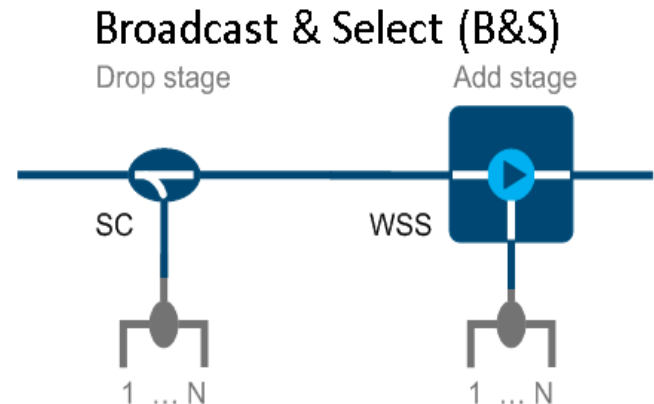 Broadcast & Select (B&S)
Drop stage
Add stage
SC
WSS
1 ... N
1 ... N